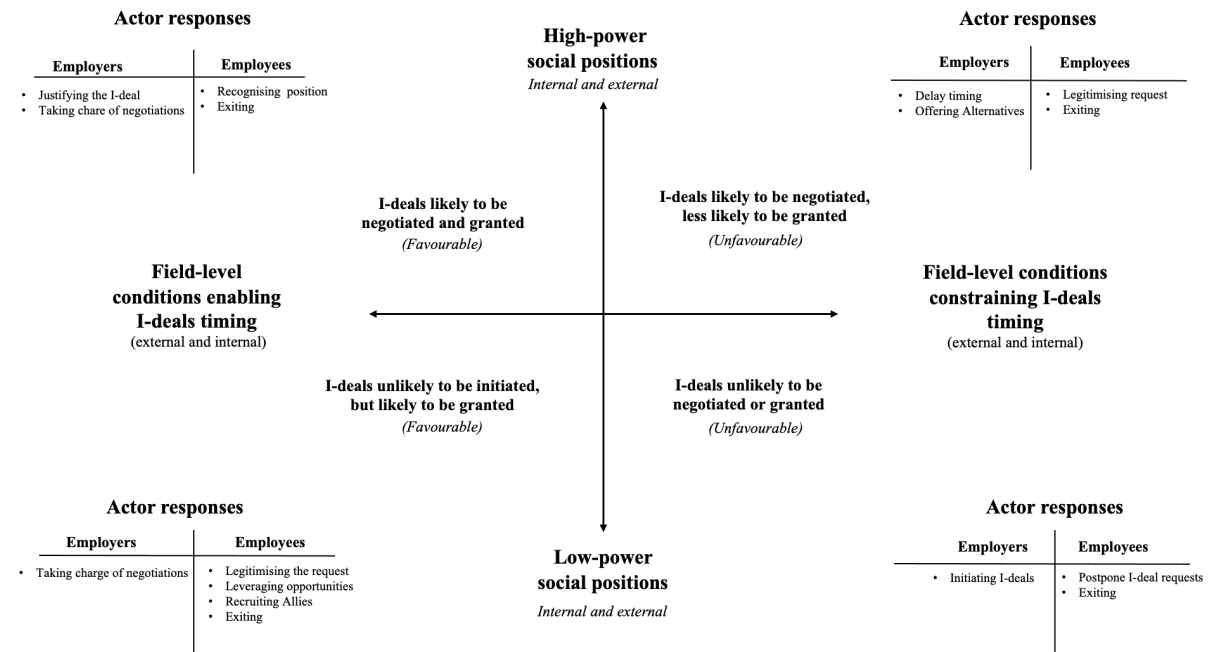 Actor responses
Employers
Employees
• Justifying the I-deal
• Taking chare of negotiations
• Recognising position
• Exiting
High-power
social positions
Internal and external
Actor responses
Employers
Employees
• Delay timing
• Offering Alternatives
• Legitimising request
• Exiting
I-deals likely to be
negotiated and granted
(Favourable)
I-deals likely to be negotiated,
less likely to be granted
(Unfavourable)
Field-level
conditions enabling
I-deals timing
(external and internal)
Field-level conditions
constraining I-deals
timing
(external and internal)
I-deals unlikely to be initiated,
but likely to be granted
(Favourable)
I-deals unlikely to be
negotiated or granted
(Unfavourable)
Actor responses
Employers
Employees
• Taking charge of negotiations
• Legitimising the request
• Leveraging opportunities
• Recruiting Allies
• Exiting
Low-power
social positions
Internal and external
Actor responses
Employers
Employees
• Initiating I-deals
• Postpone I-deal requests
• Exiting